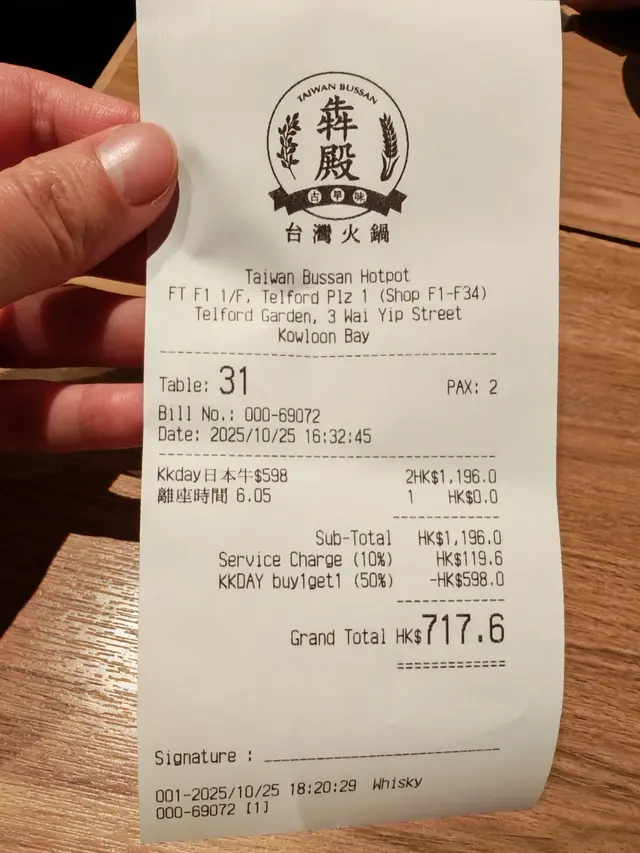 TAIWAN BUSSAN
犇殿
古早味
台灣火鍋
Taiwan Bussan Hotpot
FT F1 1/F, Telford Plz 1 (Shop F1-F34)
Telford Garden, 3 Wai Yip Street
Kowloon Bay
Table: 31 PAX: 2
Bill No.: 000-69072
Date: 2025/10/25 16:32:45
Kkday日本牛$598 2HK$1,196.0
離座時間 6.05 1 HK$0.0
Sub-Total HK$1,196.0
Service Charge (10%) HK$119.6
KKDAY buy1get1 (50%) -HK$598.0
Grand Total HK$717.6
Signature :
001-2025/10/25 18:20:29 Whisky
000-69072 [1]